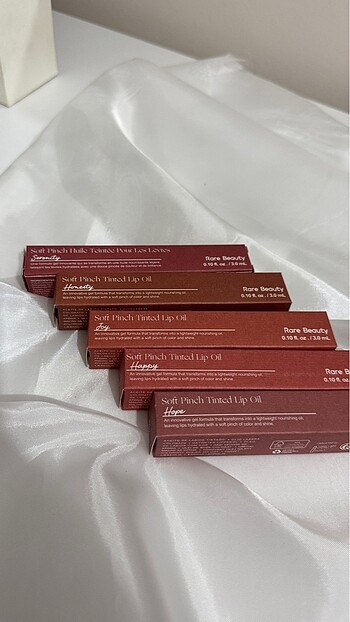 Soft Pinch Huile Teintée Pour Les Lèvres
Serenity
Rare Beauty
0.10 fl. oz. / 3.0 mL
Soft Pinch Tinted Lip Oil
Honesty
An innovative gel formula that transforms into a lightweight nourishing oil,
leaving lips hydrated with a soft pinch of color and shine.
Rare Beauty
0.10 fl. oz. / 3.0 mL
Soft Pinch Tinted Lip Oil
Joy
An innovative gel formula that transforms into a lightweight nourishing oil,
leaving lips hydrated with a soft pinch of color and shine.
Rare Beauty
0.10 fl. oz. / 3.0 mL
Soft Pinch Tinted Lip Oil
Happy
An innovative gel formula that transforms into a lightweight nourishing oil,
leaving lips hydrated with a soft pinch of color and shine.
Rare B
0.10 fl. o
Soft Pinch Tinted Lip Oil
Hope
An innovative gel formula that transforms into a lightweight nourishing oil,
leaving lips hydrated with a soft pinch of color and shine.
Ra
0.10